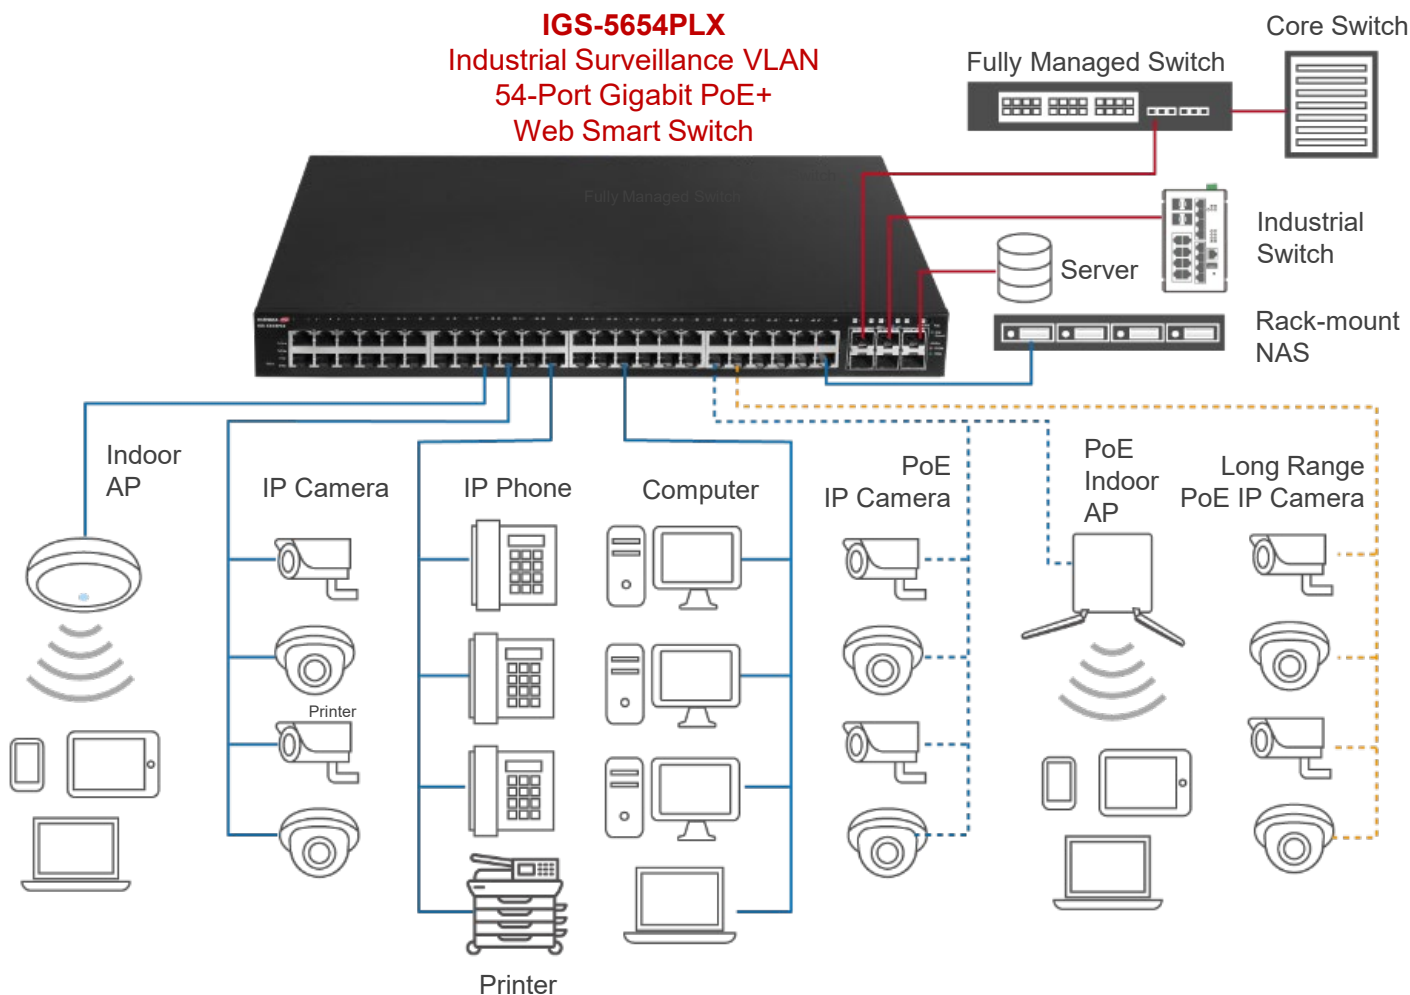 IGS-5654PLX
Industrial Surveillance VLAN
54-Port Gigabit PoE+
Web Smart Switch
Core Switch
Fully Managed Switch
Fully Managed Switch
Industrial
Switch
Server
Rack-mount
NAS
Indoor
AP
IP Camera
IP Phone
Computer
PoE
IP Camera
PoE
Indoor
AP
Long Range
PoE IP Camera
Printer
Printer